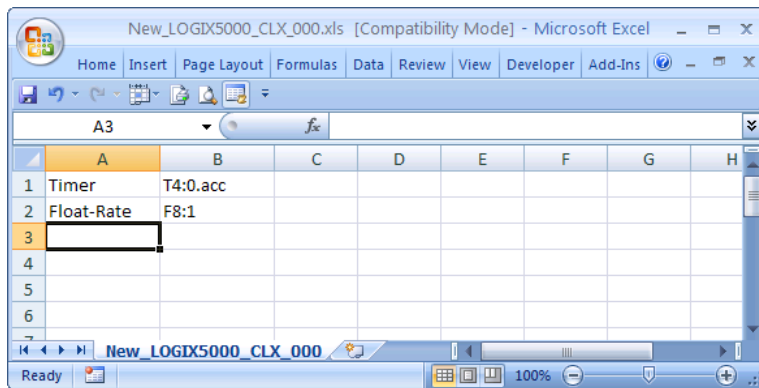 New_LOGIX5000_CLX_000.xls [Compatibility Mode] - Microsoft Excel
Home Insert Page Layout Formulas Data Review View Developer Add-Ins
A3 fx
A B C D E F G H
1 Timer T4:0.acc
2 Float-Rate F8:1
3
4
5
6
7
New_LOGIX5000_CLX_000
Ready 100%